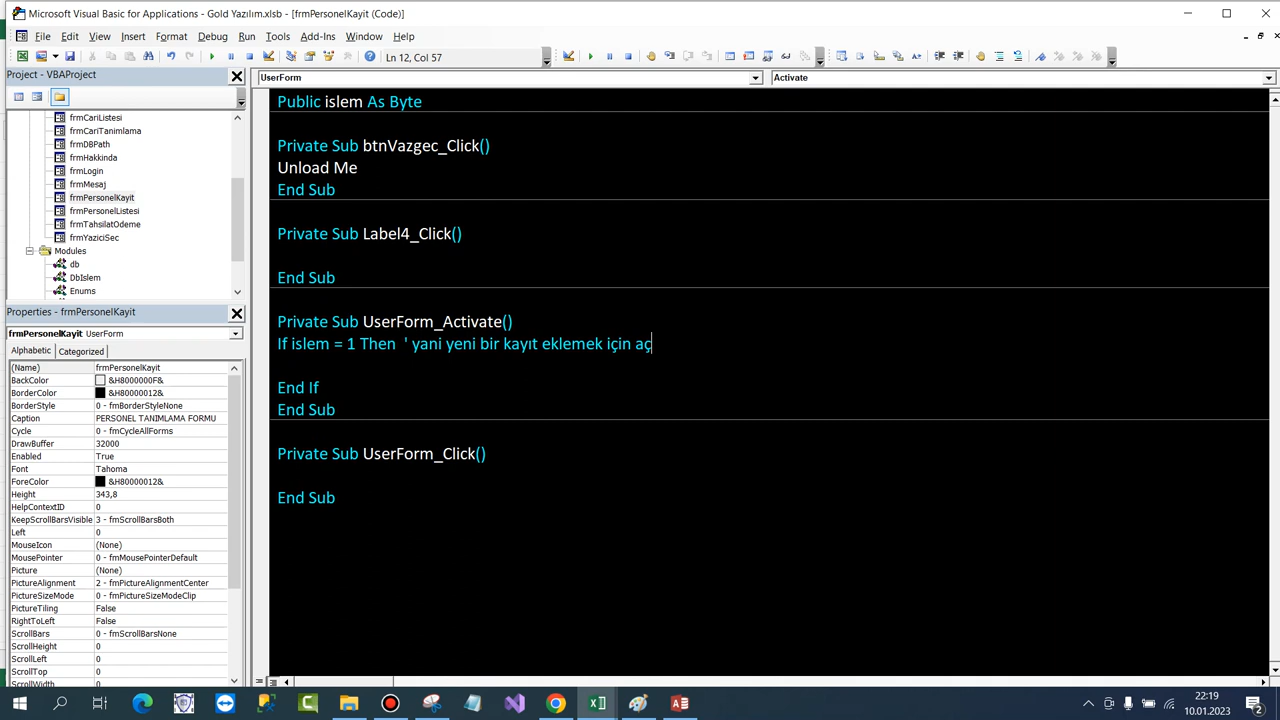 Microsoft Visual Basic for Applications - Gold Yazılım.xlsb - [frmPersonelKayit (Code)]
File Edit View Insert Format Debug Run Tools Add-Ins Window Help
Ln 12, Col 57
Project - VBAProject
frmCariListesi
frmCariTanimlama
frmDBPath
frmHakkinda
frmLogin
frmMesaj
frmPersonelKayit
frmPersonelListesi
frmTahsilatOdeme
frmYaziciSec
Modules
db
DbIslem
Enums
Properties - frmPersonelKayit
frmPersonelKayit UserForm
Alphabetic Categorized
(Name) frmPersonelKayit
BackColor &H8000000F&
BorderColor &H80000012&
BorderStyle 0 - fmBorderStyleNone
Caption PERSONEL TANIMLAMA FORMU
Cycle 0 - fmCycleAllForms
DrawBuffer 32000
Enabled True
Font Tahoma
ForeColor &H80000012&
Height 343,8
HelpContextID 0
KeepScrollBarsVisible 3 - fmScrollBarsBoth
Left 0
MouseIcon (None)
MousePointer 0 - fmMousePointerDefault
Picture (None)
PictureAlignment 2 - fmPictureAlignmentCenter
PictureSizeMode 0 - fmPictureSizeModeClip
PictureTiling False
RightToLeft False
ScrollBars 0 - fmScrollBarsNone
ScrollHeight 0
ScrollLeft 0
ScrollTop 0
ScrollWidth 0
UserForm Activate
Public islem As Byte
Private Sub btnVazgec_Click()
Unload Me
End Sub
Private Sub Label4_Click()
End Sub
Private Sub UserForm_Activate()
If islem = 1 Then ' yani yeni bir kayıt eklemek için aç
End If
End Sub
Private Sub UserForm_Click()
End Sub
22:19
10.01.2023
2